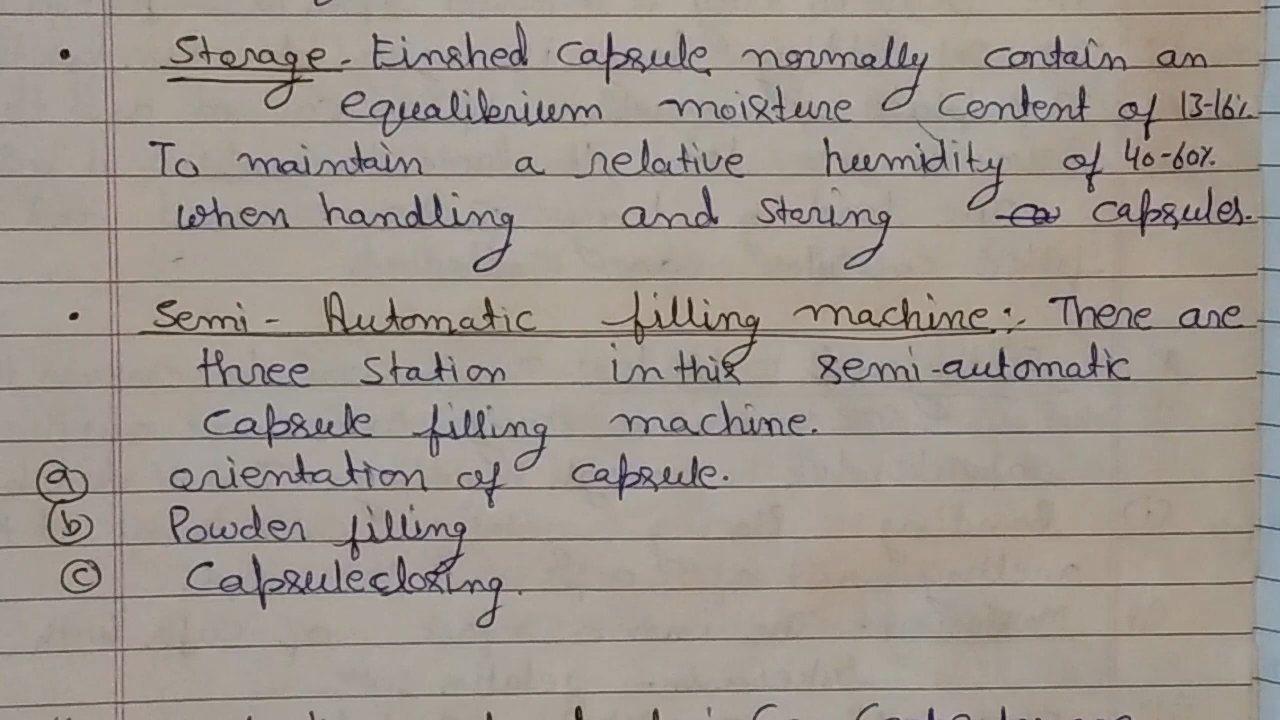 • Storage - Finshed capsule normally contain an
equalibrium moisture content of 13-16%.
To maintain a relative humidity of 40-60%.
when handling and storing capsules.
• Semi - Automatic filling machine:- There are
three station in this semi-automatic
capsule filling machine.
(a) orientation of capsule.
(b) Powder filling
(c) Capsuleclosing.